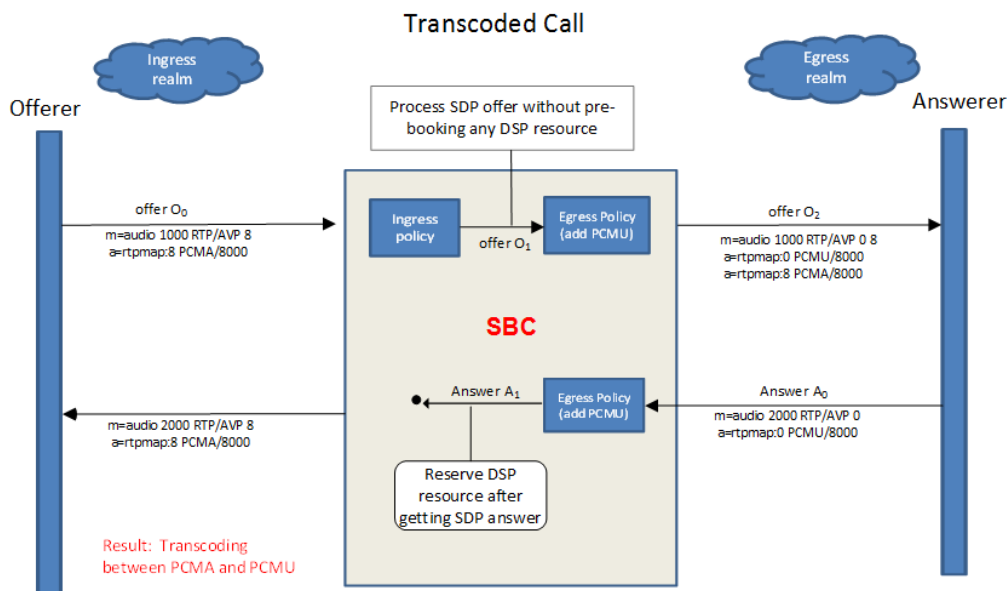 Transcoded Call
Ingress
realm
Egress
realm
Offerer
Answerer
Process SDP offer without pre-
booking any DSP resource
offer O0
m=audio 1000 RTP/AVP 8
a=rtpmap:8 PCMA/8000
Ingress
policy
offer O1
Egress Policy
(add PCMU)
offer O2
m=audio 1000 RTP/AVP 0 8
a=rtpmap:0 PCMU/8000
a=rtpmap:8 PCMA/8000
SBC
Answer A1
Egress Policy
(add PCMU)
Answer A0
m=audio 2000 RTP/AVP 0
a=rtpmap:0 PCMU/8000
m=audio 2000 RTP/AVP 8
a=rtpmap:8 PCMA/8000
Reserve DSP
resource after
getting SDP answer
Result: Transcoding
between PCMA and PCMU